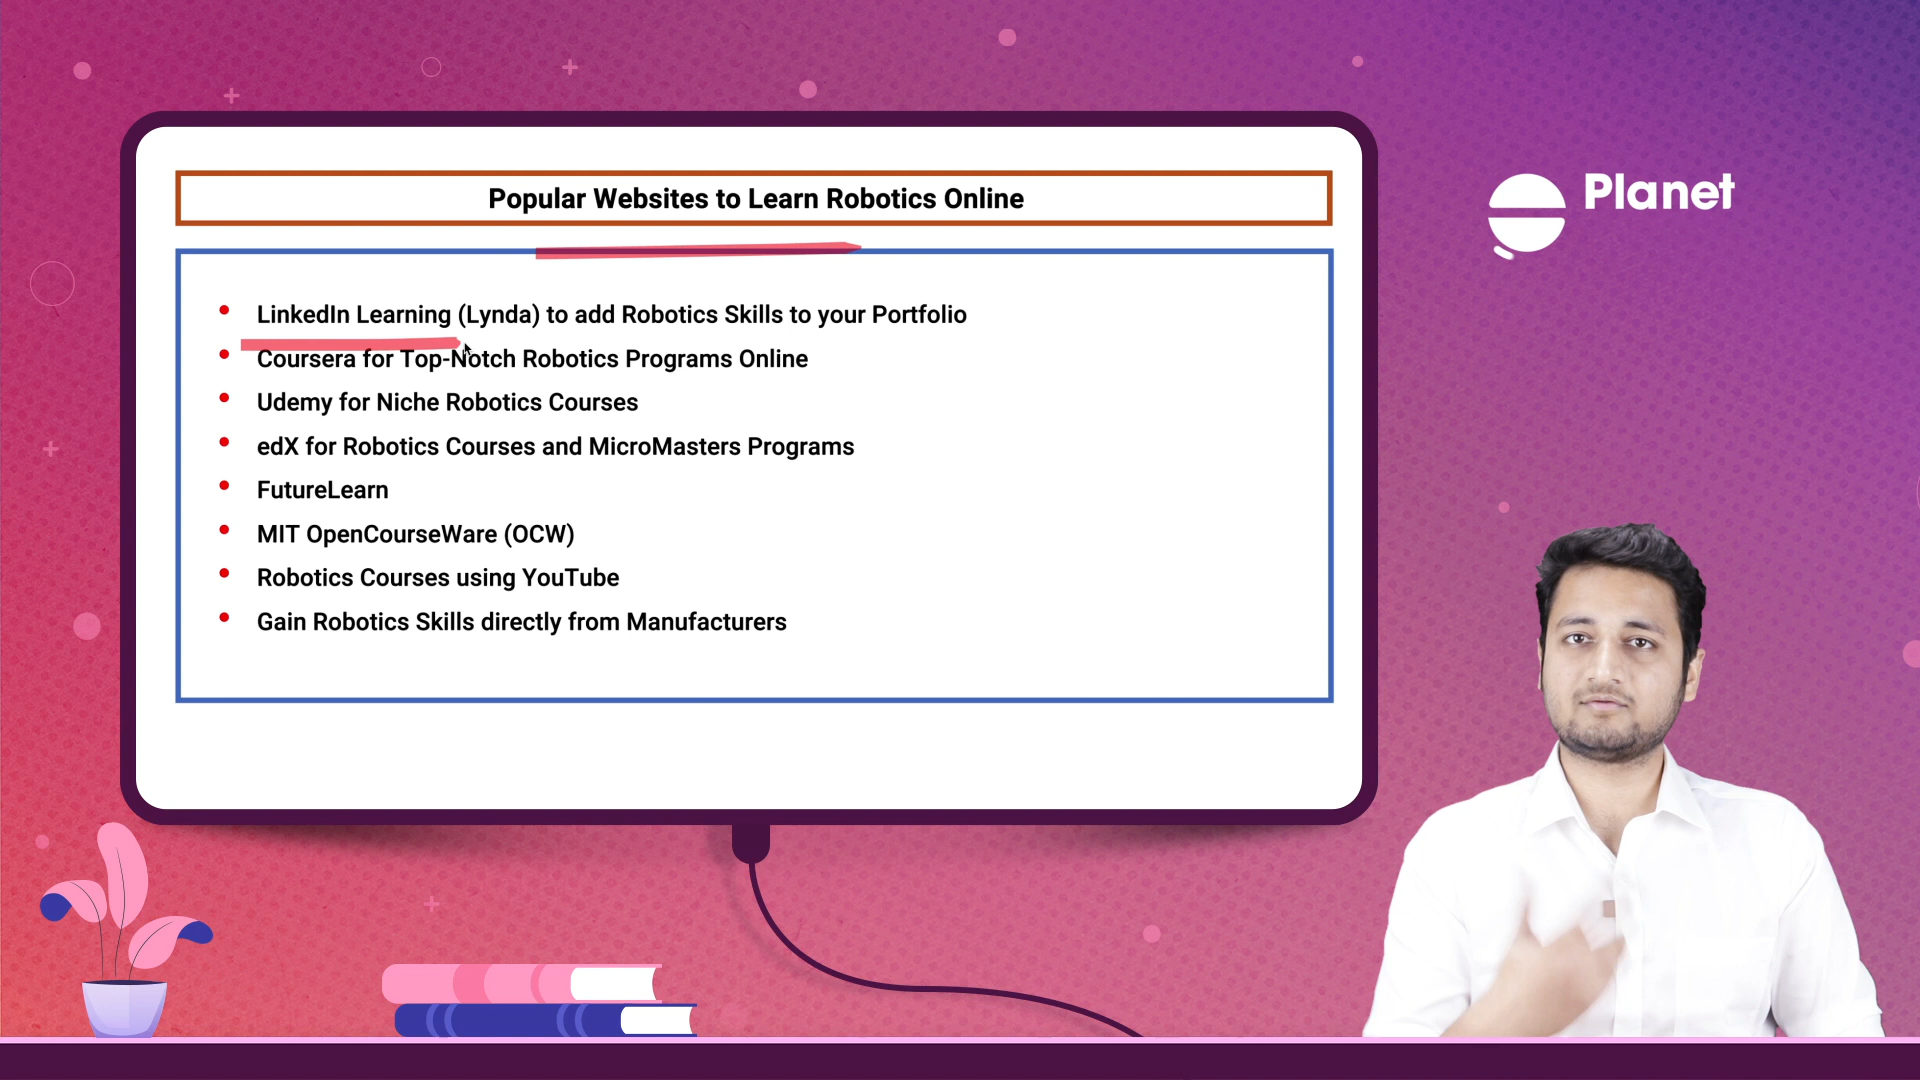 Popular Websites to Learn Robotics Online
LinkedIn Learning (Lynda) to add Robotics Skills to your Portfolio
Coursera for Top-Notch Robotics Programs Online
Udemy for Niche Robotics Courses
edX for Robotics Courses and MicroMasters Programs
FutureLearn
MIT OpenCourseWare (OCW)
Robotics Courses using YouTube
Gain Robotics Skills directly from Manufacturers
Planet